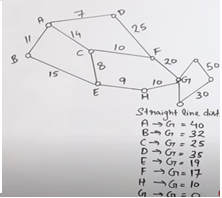 7
A
D
11
14
25
B
C
10
F
20
50
8
15
G
9
10
30
E
H
Straight line dist
A → G = 40
B → G = 32
C → G = 25
D → G = 35
E → G = 19
F → G = 17
H → G = 10
G → G = 0